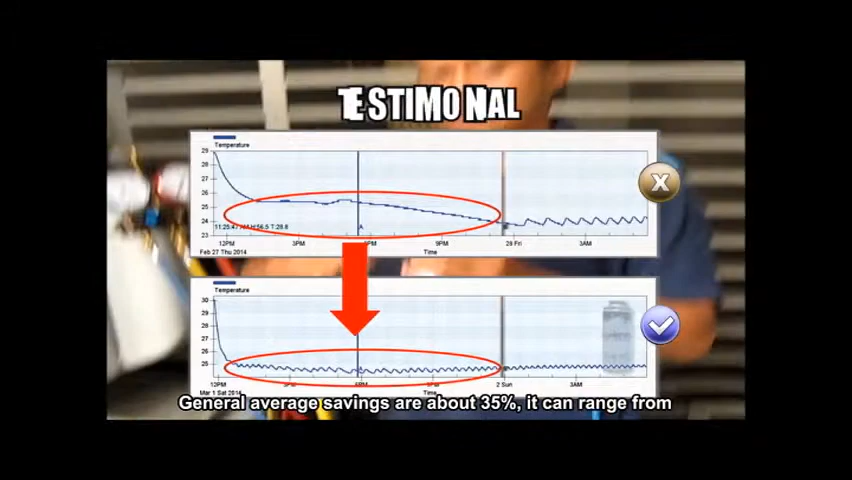 TESTIMONAL
Temperature
29
28
27
26
25
24
23
12PM 3PM 9PM 28 Fri 3AM
Feb 27 Thu 2014 Time
Temperature
30
29
28
27
26
25
12PM 2 Sun 3AM
Mar 1 Sat Time
General average savings are about 35%, it can range from